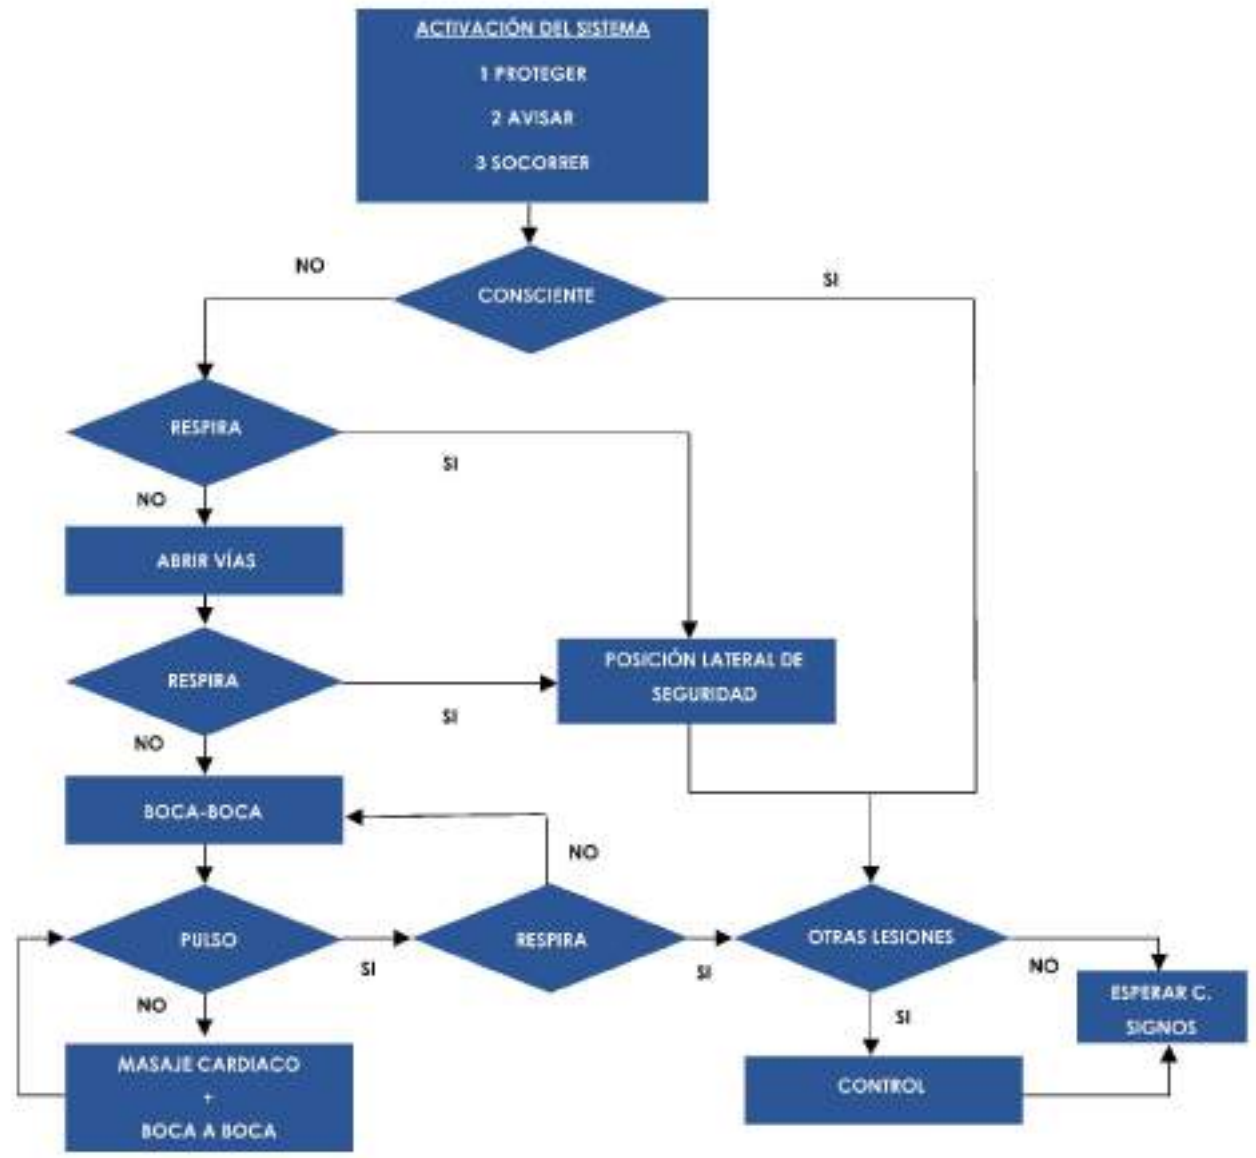 ACTIVACIÓN DEL SISTEMA
1 PROTEGER
2 AVISAR
3 SOCORRER
NO
SI
CONSCIENTE
RESPIRA
SI
NO
ABRIR VÍAS
RESPIRA
SI
POSICIÓN LATERAL DE
SEGURIDAD
NO
BOCA-BOCA
NO
PULSO
SI
RESPIRA
SI
OTRAS LESIONES
NO
ESPERAR C.
SIGNOS
NO
SI
MASAJE CARDIACO
+
BOCA A BOCA
CONTROL